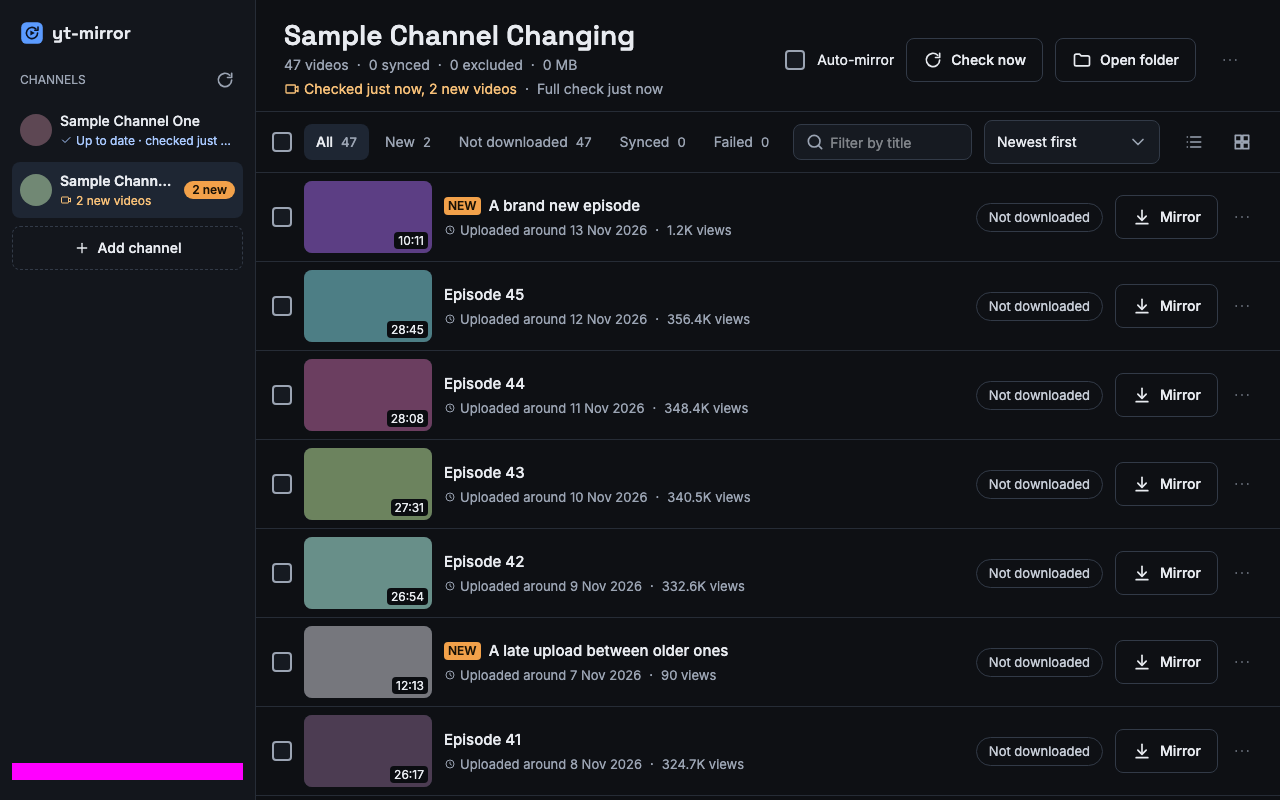 yt-mirror
CHANNELS
Sample Channel One
Up to date · checked just ...
Sample Chann...
2 new videos
2 new
Add channel
Sample Channel Changing
47 videos · 0 synced · 0 excluded · 0 MB
Checked just now, 2 new videos · Full check just now
Auto-mirror
Check now
Open folder
...
All 47
New 2
Not downloaded 47
Synced 0
Failed 0
Filter by title
Newest first
10:11
NEW A brand new episode
Uploaded around 13 Nov 2026 · 1.2K views
Not downloaded
Mirror
...
28:45
Episode 45
Uploaded around 12 Nov 2026 · 356.4K views
Not downloaded
Mirror
...
28:08
Episode 44
Uploaded around 11 Nov 2026 · 348.4K views
Not downloaded
Mirror
...
27:31
Episode 43
Uploaded around 10 Nov 2026 · 340.5K views
Not downloaded
Mirror
...
26:54
Episode 42
Uploaded around 9 Nov 2026 · 332.6K views
Not downloaded
Mirror
...
12:13
NEW A late upload between older ones
Uploaded around 7 Nov 2026 · 90 views
Not downloaded
Mirror
...
26:17
Episode 41
Uploaded around 8 Nov 2026 · 324.7K views
Not downloaded
Mirror
...